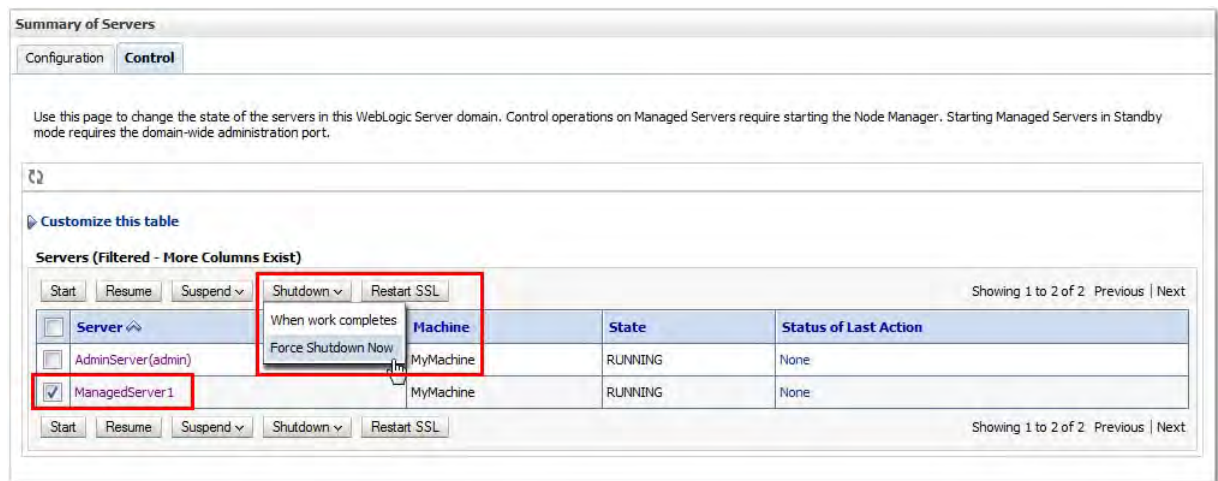 Summary of Servers
Configuration Control
Use this page to change the state of the servers in this WebLogic Server domain. Control operations on Managed Servers require starting the Node Manager. Starting Managed Servers in Standby
mode requires the domain-wide administration port.
Customize this table
Servers (Filtered - More Columns Exist)
Start Resume Suspend Shutdown Restart SSL Showing 1 to 2 of 2 Previous | Next
When work completes
Force Shutdown Now
Server Machine State Status of Last Action
AdminServer(admin) MyMachine RUNNING None
ManagedServer1 MyMachine RUNNING None
Start Resume Suspend Shutdown Restart SSL Showing 1 to 2 of 2 Previous | Next